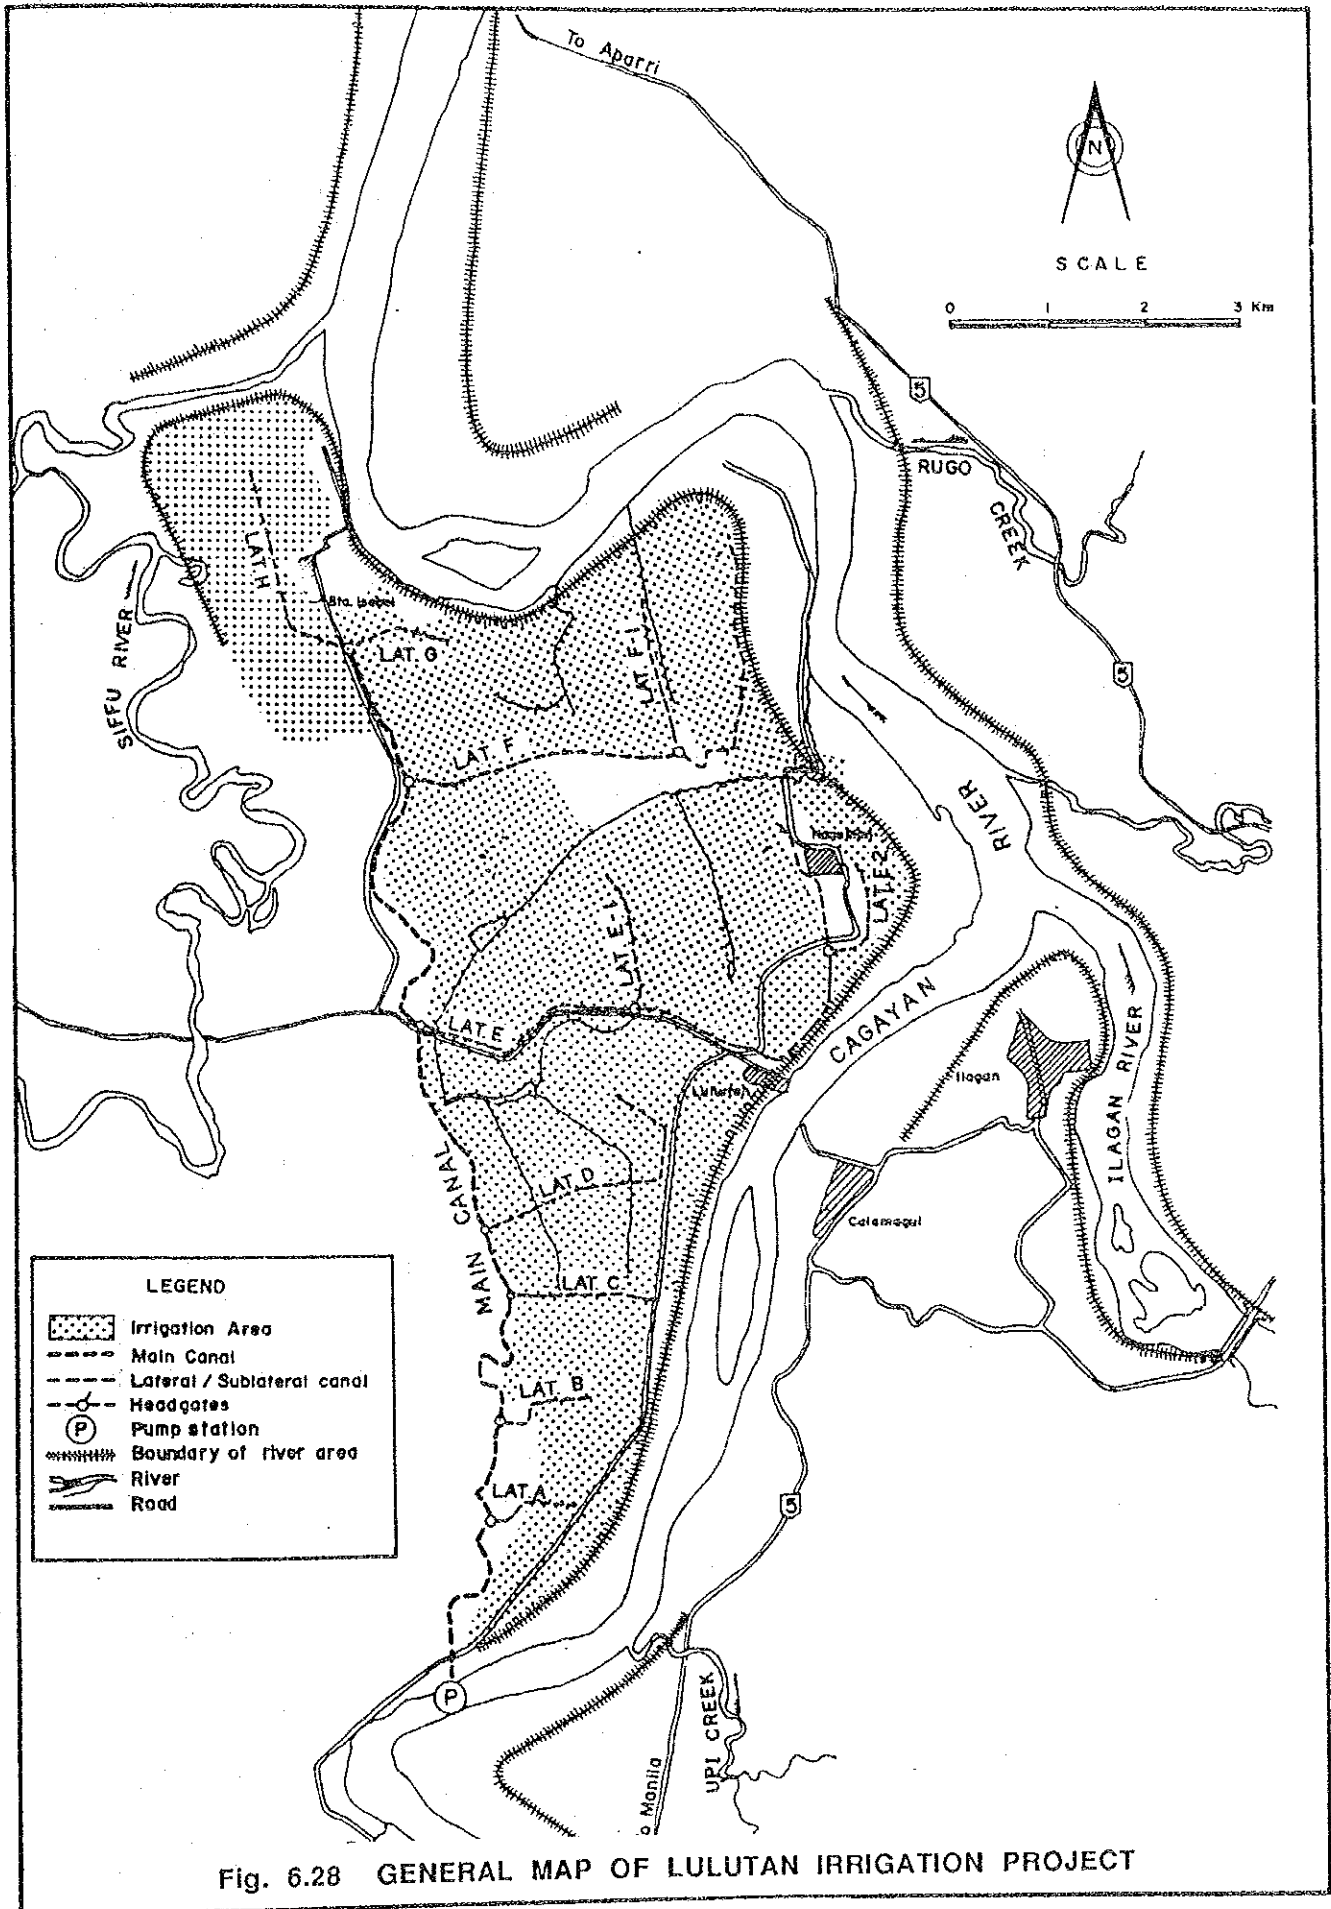 To Aparri
N
SCALE
0 1 2 3 Km
5
RUGO
CREEK
LAT. H
Sta. Isabel
LAT. G
SIFFU RIVER
LAT. F-1
LAT. F
5
RIVER
LAT. E-2
LAT. E-1
LAT. E
CAGAYAN
Ilagan
ILAGAN RIVER
Lulutan
MAIN CANAL
LAT. D
Calamagui
LAT. C
LAT. B
LAT. A
5
LEGEND
Irrigation Area
Main Canal
Lateral / Sublateral canal
Headgates
P Pump station
Boundary of river area
River
Road
P
UPI CREEK
o Manila
Fig. 6.28 GENERAL MAP OF LULUTAN IRRIGATION PROJECT